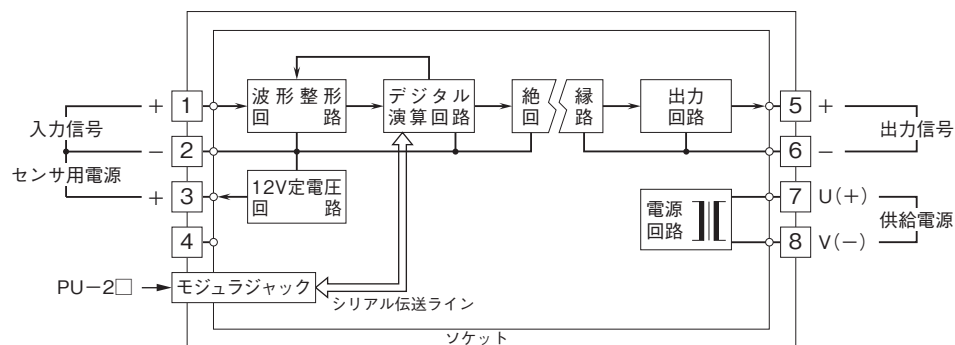 波形整形
回路
デジタル
演算回路
絶縁
回路
出力
回路
+ 1
5 +
入力信号
出力信号
− 2
6 −
センサ用電源
12V定電圧
回路
+ 3
電源
回路
7 U(+)
供給電源
4
8 V(−)
PU−2□
モジュラジャック
シリアル伝送ライン
ソケット